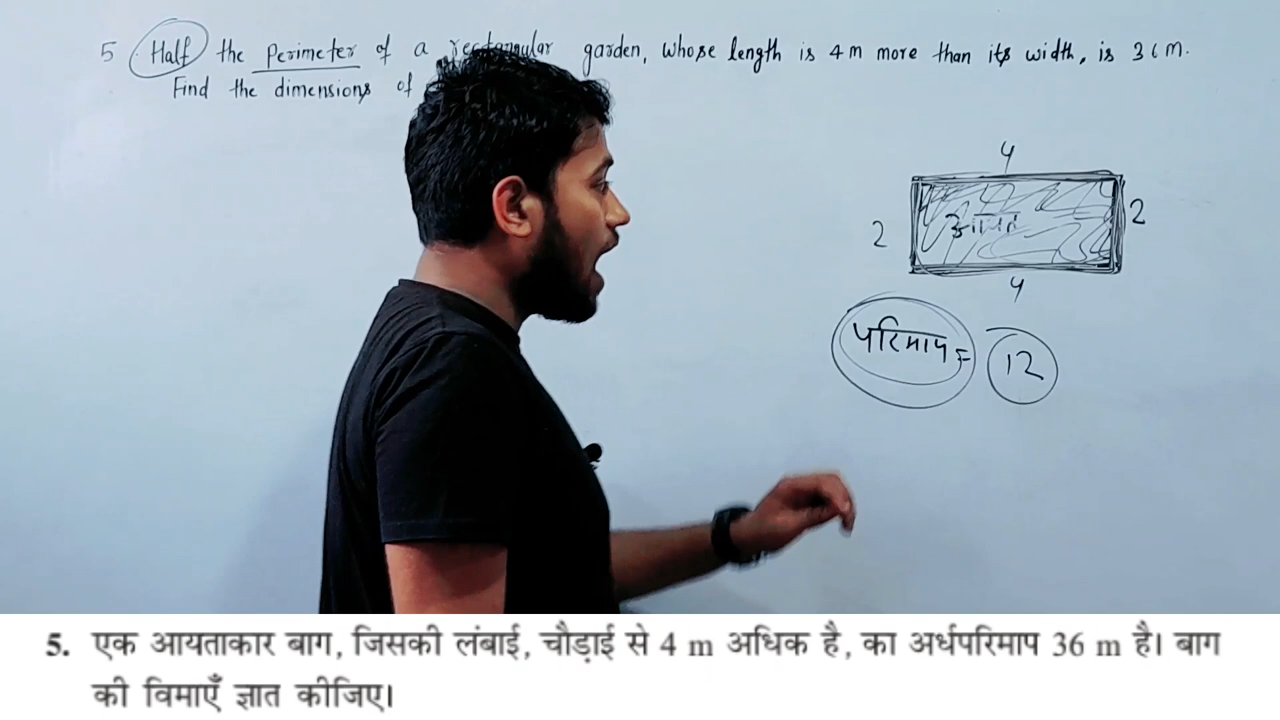 5 Half the Perimeter of a rectangular garden, whose length is 4 m more than its width, is 36 m.
Find the dimensions of
4
2
आयत
2
4
परिमाप = 12
5. एक आयताकार बाग, जिसकी लंबाई, चौड़ाई से 4 m अधिक है, का अर्धपरिमाप 36 m है। बाग
की विमाएँ ज्ञात कीजिए।